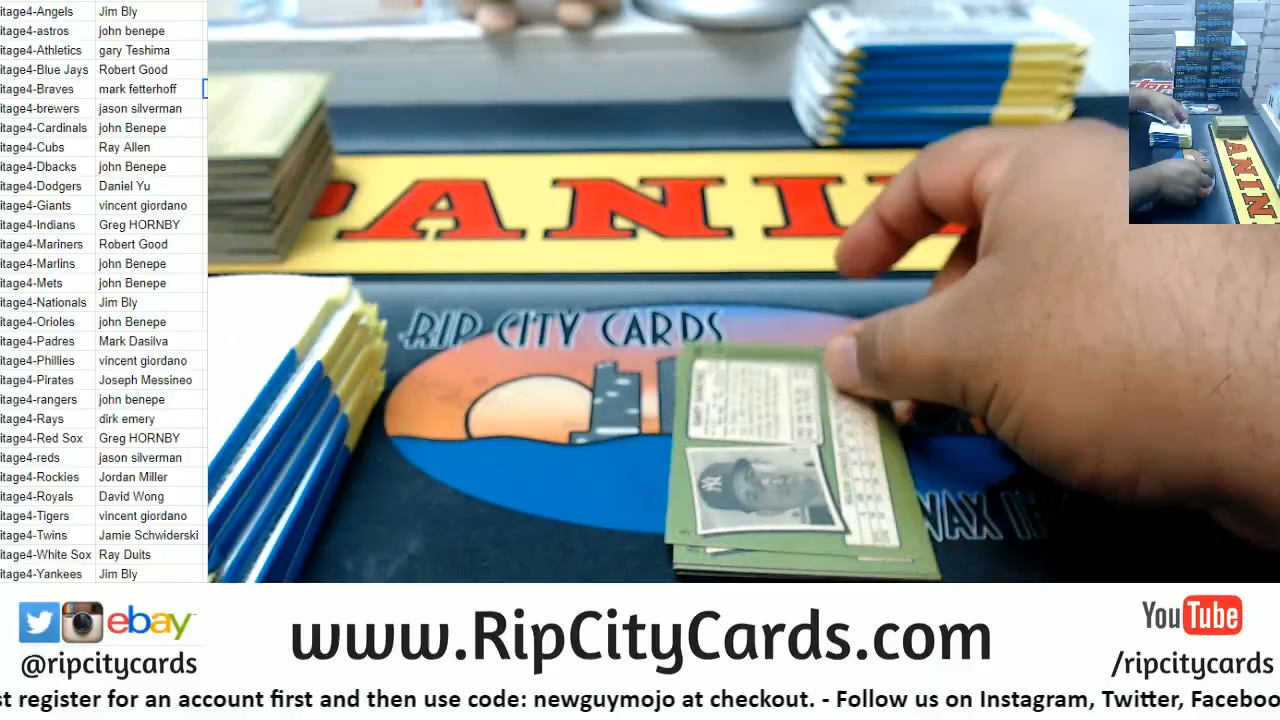 itage4-Angels Jim Bly
itage4-astros john benepe
itage4-Athletics gary Teshima
itage4-Blue Jays Robert Good
itage4-Braves mark fetterhoff
itage4-brewers jason silverman
itage4-Cardinals john Benepe
itage4-Cubs Ray Allen
itage4-Dbacks john Benepe
itage4-Dodgers Daniel Yu
itage4-Giants vincent giordano
itage4-Indians Greg HORNBY
itage4-Mariners Robert Good
itage4-Marlins john Benepe
itage4-Mets john Benepe
itage4-Nationals Jim Bly
itage4-Orioles john Benepe
itage4-Padres Mark Dasilva
itage4-Phillies vincent giordano
itage4-Pirates Joseph Messineo
itage4-rangers john benepe
itage4-Rays dirk emery
itage4-Red Sox Greg HORNBY
itage4-reds jason silverman
itage4-Rockies Jordan Miller
itage4-Royals David Wong
itage4-Tigers vincent giordano
itage4-Twins Jamie Schwiderski
itage4-White Sox Ray Duits
itage4-Yankees Jim Bly
PANINI
RIP CITY CARDS
WAX
ANIN
ebay
@ripcitycards
www.RipCityCards.com
YouTube
/ripcitycards
st register for an account first and then use code: newguymojo at checkout. - Follow us on Instagram, Twitter, Faceboo